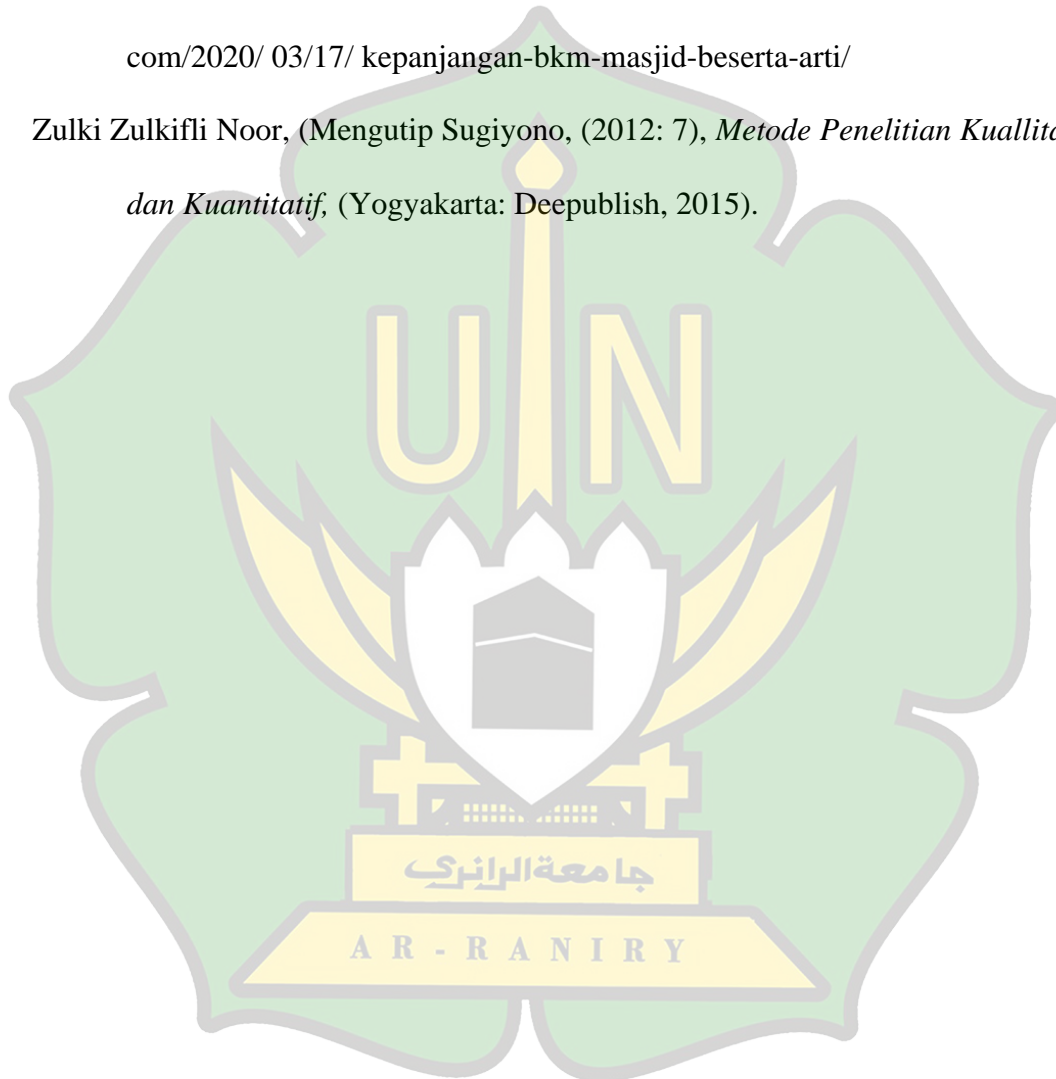 com/2020/ 03/17/ kepanjangan-bkm-masjid-beserta-arti/
Zulki Zulkifli Noor, (Mengutip Sugiyono, (2012: 7), Metode Penelitian Kuallita
dan Kuantitatif, (Yogyakarta: Deepublish, 2015).
UIN
جامعةالرانري
AR-RANIRY